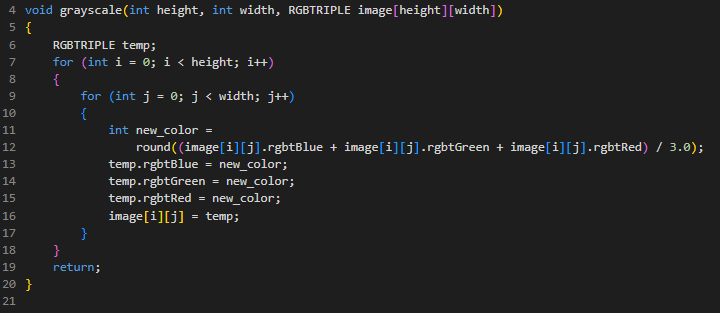 4 void grayscale(int height, int width, RGBTRIPLE image[height][width])
5 {
6     RGBTRIPLE temp;
7     for (int i = 0; i < height; i++)
8     {
9         for (int j = 0; j < width; j++)
10         {
11             int new_color =
12                 round((image[i][j].rgbtBlue + image[i][j].rgbtGreen + image[i][j].rgbtRed) / 3.0);
13             temp.rgbtBlue = new_color;
14             temp.rgbtGreen = new_color;
15             temp.rgbtRed = new_color;
16             image[i][j] = temp;
17         }
18     }
19     return;
20 }
21